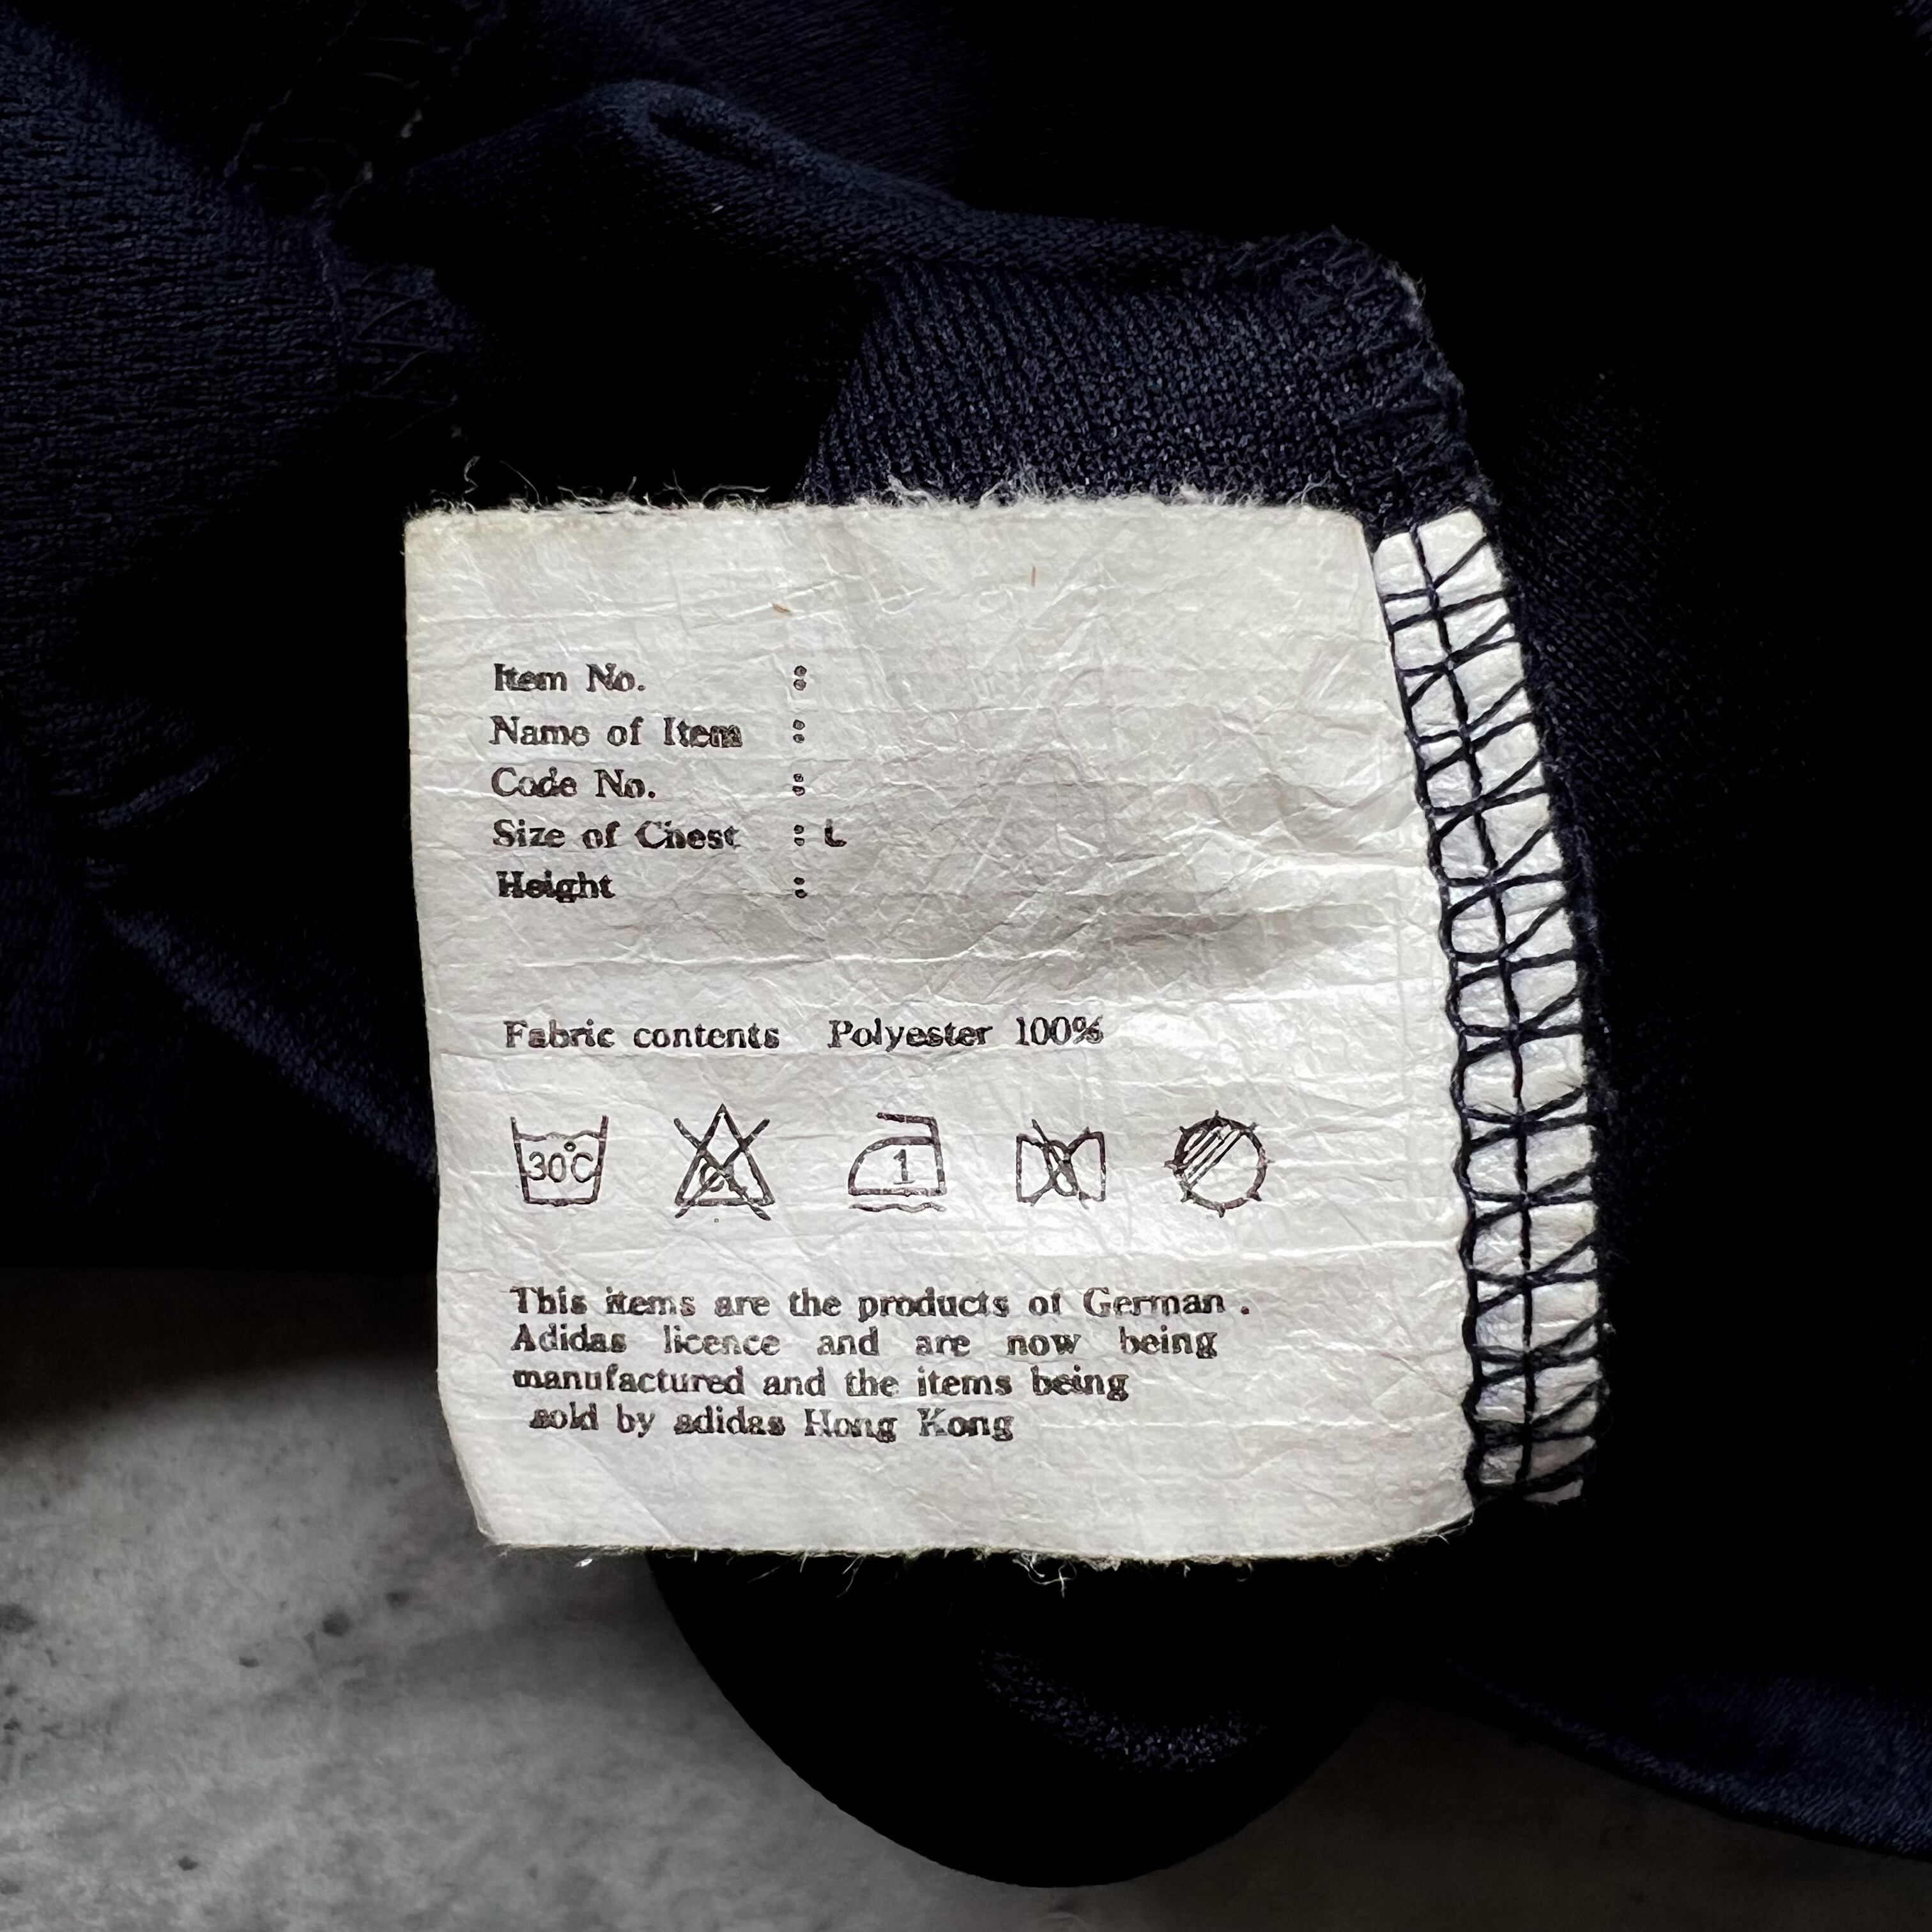 Item No. :
Name of Item :
Code No. :
Size of Chest : L
Height :
Fabric contents Polyester 100%
30°C
1
This items are the products of German .
Adidas licence and are now being
manufactured and the items being
sold by adidas Hong Kong